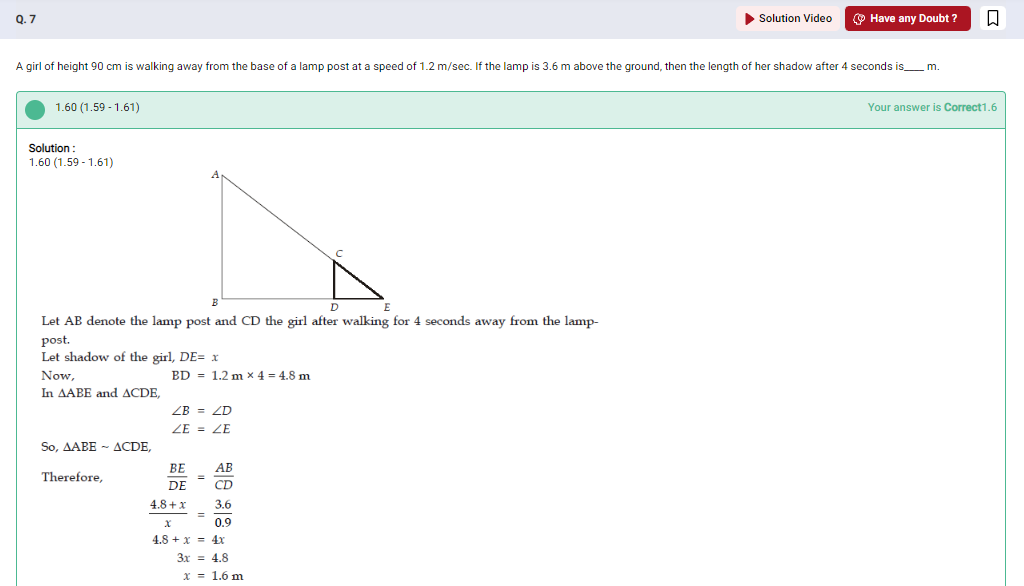 Q. 7
Solution Video
Have any Doubt ?
A girl of height 90 cm is walking away from the base of a lamp post at a speed of 1.2 m/sec. If the lamp is 3.6 m above the ground, then the length of her shadow after 4 seconds is____ m.
1.60 (1.59 - 1.61)
Your answer is Correct1.6
Solution :
1.60 (1.59 - 1.61)
A
C
B
D
E
Let AB denote the lamp post and CD the girl after walking for 4 seconds away from the lamp-
post.
Let shadow of the girl, DE= x
Now, BD = 1.2 m × 4 = 4.8 m
In ΔABE and ΔCDE,
∠B = ∠D
∠E = ∠E
So, ΔABE ~ ΔCDE,
Therefore, BE/DE = AB/CD
4.8 + x/x = 3.6/0.9
4.8 + x = 4x
3x = 4.8
x = 1.6 m